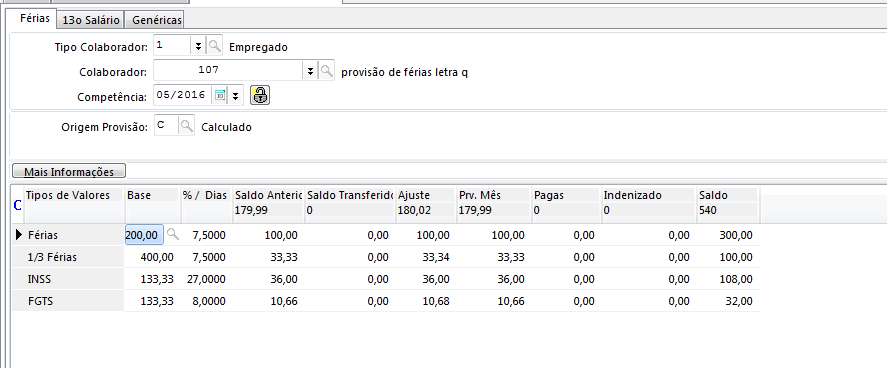 Férias 13o Salário Genéricas
Tipo Colaborador: 1 Empregado
Colaborador: 107 provisão de férias letra q
Competência: 05/2016
Origem Provisão: C Calculado
Mais Informações
C Tipos de Valores Base % / Dias Saldo Anterio Saldo Transferido Ajuste Prv. Mês Pagas Indenizado Saldo
179,99 0 180,02 179,99 0 0 540
Férias 200,00 7,5000 100,00 0,00 100,00 100,00 0,00 0,00 300,00
1/3 Férias 400,00 7,5000 33,33 0,00 33,34 33,33 0,00 0,00 100,00
INSS 133,33 27,0000 36,00 0,00 36,00 36,00 0,00 0,00 108,00
FGTS 133,33 8,0000 10,66 0,00 10,68 10,66 0,00 0,00 32,00